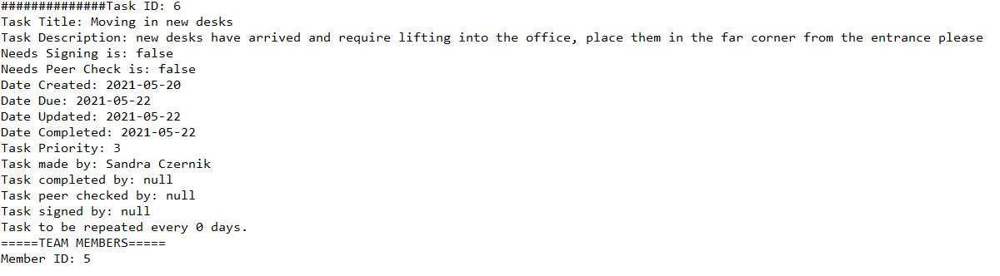 ##############Task ID: 6
Task Title: Moving in new desks
Task Description: new desks have arrived and require lifting into the office, place them in the far corner from the entrance please
Needs Signing is: false
Needs Peer Check is: false
Date Created: 2021-05-20
Date Due: 2021-05-22
Date Updated: 2021-05-22
Date Completed: 2021-05-22
Task Priority: 3
Task made by: Sandra Czernik
Task completed by: null
Task peer checked by: null
Task signed by: null
Task to be repeated every 0 days.
=====TEAM MEMBERS=====
Member ID: 5